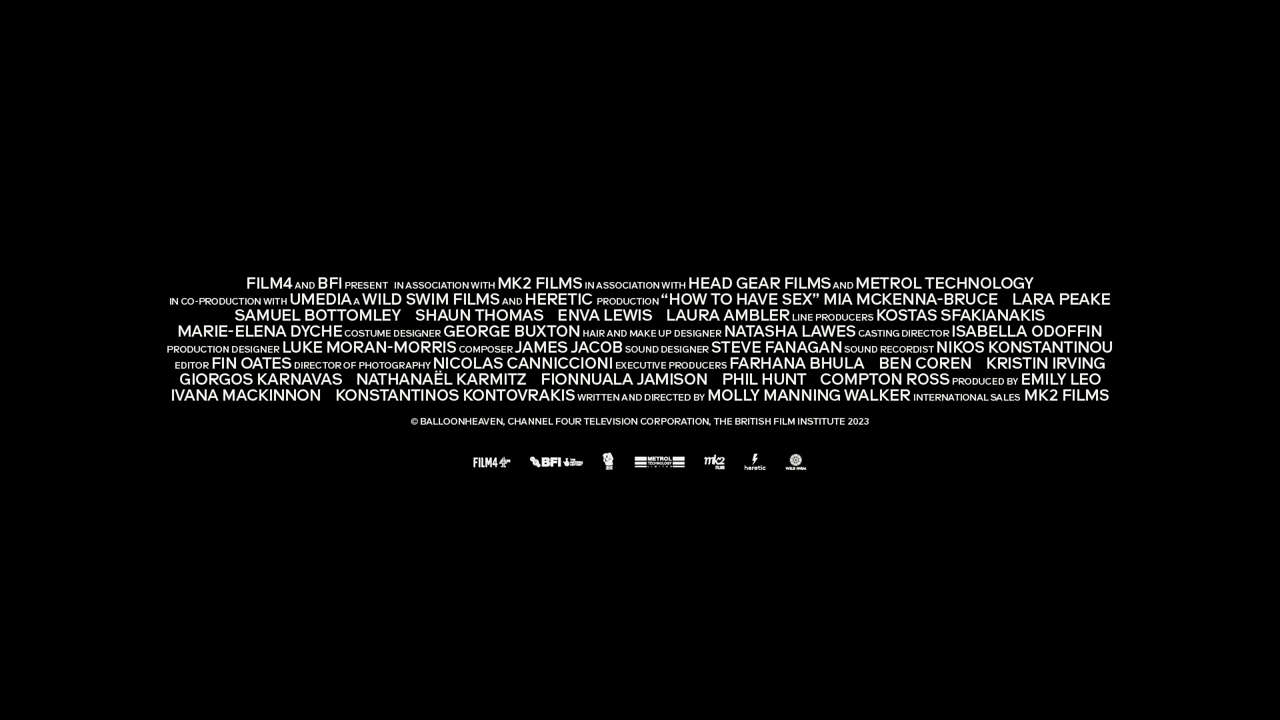 FILM4 AND BFI PRESENT IN ASSOCIATION WITH MK2 FILMS IN ASSOCIATION WITH HEAD GEAR FILMS AND METROL TECHNOLOGY
IN CO-PRODUCTION WITH UMEDIA A WILD SWIM FILMS AND HERETIC PRODUCTION “HOW TO HAVE SEX” MIA MCKENNA-BRUCE LARA PEAKE
SAMUEL BOTTOMLEY SHAUN THOMAS ENVA LEWIS LAURA AMBLER LINE PRODUCERS KOSTAS SFAKIANAKIS
MARIE-ELENA DYCHE COSTUME DESIGNER GEORGE BUXTON HAIR AND MAKE UP DESIGNER NATASHA LAWES CASTING DIRECTOR ISABELLA ODOFFIN
PRODUCTION DESIGNER LUKE MORAN-MORRIS COMPOSER JAMES JACOB SOUND DESIGNER STEVE FANAGAN SOUND RECORDIST NIKOS KONSTANTINOU
EDITOR FIN OATES DIRECTOR OF PHOTOGRAPHY NICOLAS CANNICCIONI EXECUTIVE PRODUCERS FARHANA BHULA BEN COREN KRISTIN IRVING
GIORGOS KARNAVAS NATHANAËL KARMITZ FIONNUALA JAMISON PHIL HUNT COMPTON ROSS PRODUCED BY EMILY LEO
IVANA MACKINNON KONSTANTINOS KONTOVRAKIS WRITTEN AND DIRECTED BY MOLLY MANNING WALKER INTERNATIONAL SALES MK2 FILMS
© BALLOONHEAVEN, CHANNEL FOUR TELEVISION CORPORATION, THE BRITISH FILM INSTITUTE 2023
FILM4 BFI METROL TECHNOLOGY mk2 FILMS heretic WILD SWIM